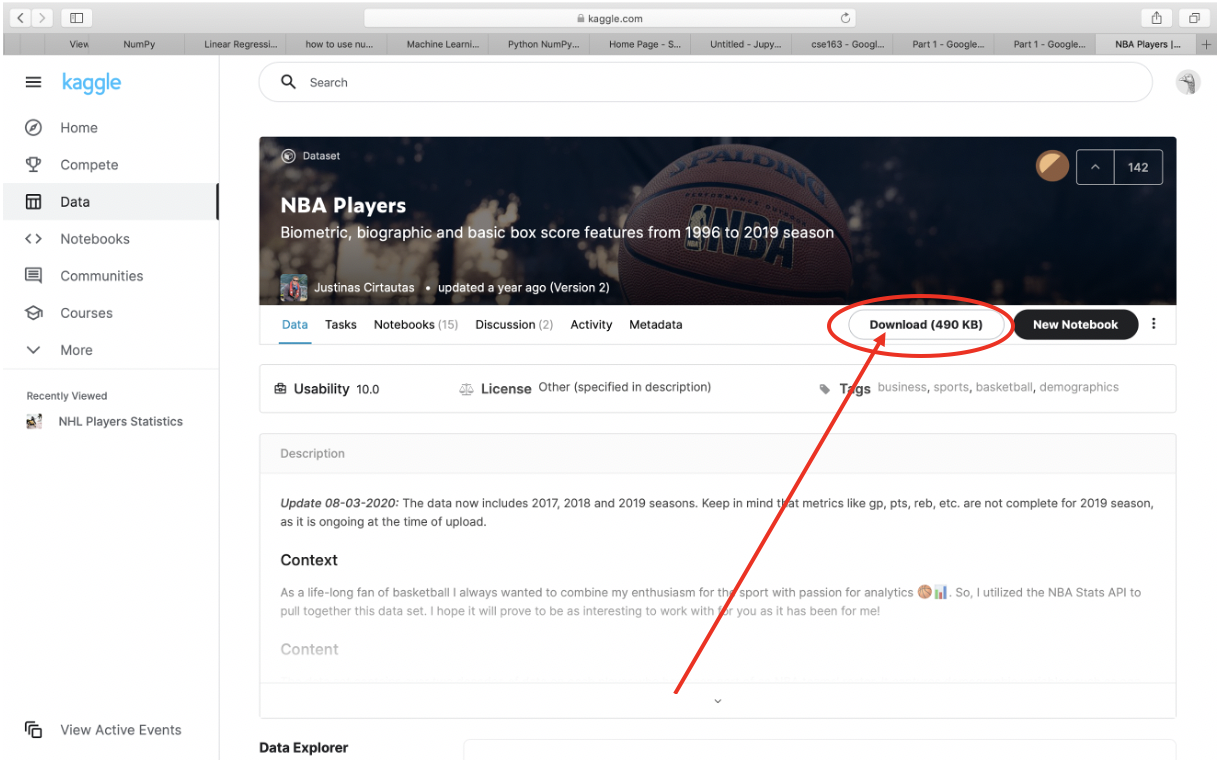 kaggle.com
View
NumPy
Linear Regressi...
how to use nu...
Machine Learni...
Python NumPy...
Home Page - S...
Untitled - Jupy...
cse163 - Googl...
Part 1 - Google...
Part 1 - Google...
NBA Players |...
kaggle
Search
Home
Compete
Data
Notebooks
Communities
Courses
More
Recently Viewed
NHL Players Statistics
View Active Events
Dataset
142
SPALDING
NBA
NBA Players
Biometric, biographic and basic box score features from 1996 to 2019 season
Justinas Cirtautas • updated a year ago (Version 2)
Data Tasks Notebooks (15) Discussion (2) Activity Metadata
Download (490 KB)
New Notebook
Usability 10.0
License Other (specified in description)
Tags business, sports, basketball, demographics
Description
Update 08-03-2020: The data now includes 2017, 2018 and 2019 seasons. Keep in mind that metrics like gp, pts, reb, etc. are not complete for 2019 season,
as it is ongoing at the time of upload.
Context
As a life-long fan of basketball I always wanted to combine my enthusiasm for the sport with passion for analytics 🏀📊. So, I utilized the NBA Stats API to
pull together this data set. I hope it will prove to be as interesting to work with for you as it has been for me!
Content
Data Explorer